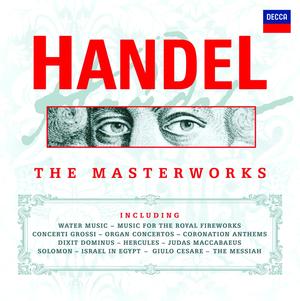 DECCA
HANDEL
THE MASTERWORKS
INCLUDING
WATER MUSIC – MUSIC FOR THE ROYAL FIREWORKS
CONCERTI GROSSI – ORGAN CONCERTOS – CORONATION ANTHEMS
DIXIT DOMINUS – HERCULES – JUDAS MACCABAEUS
SOLOMON – ISRAEL IN EGYPT – GIULO CESARE – THE MESSIAH